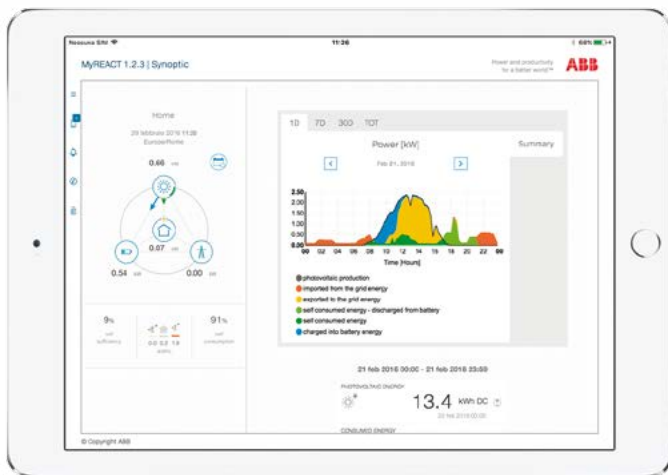 Nessuna SIM
11:26
68%
MyREACT 1.2.3 | Synoptic
Power and productivity
for a better world™
ABB
Home
Europe/Rome
0.66 kW
0.07 kW
0.54 kW
0.00 kW
9%
self
sufficiency
91%
self
consumption
1D 7D 30D TOT
Power [kW]
Summary
Feb 21, 2016
2.50
2.00
1.50
1.00
0.50
0.00
00 02 04 06 08 10 12 14 16 18 20 22 00
Time [Hours]
photovoltaic production
imported from the grid energy
exported to the grid energy
self consumed energy - discharged from battery
self consumed energy
charged into battery energy
21 feb 2016 00:00 - 21 feb 2016 23:59
PHOTOVOLTAIC ENERGY
13.4 kWh DC
CONSUMED ENERGY
© Copyright ABB